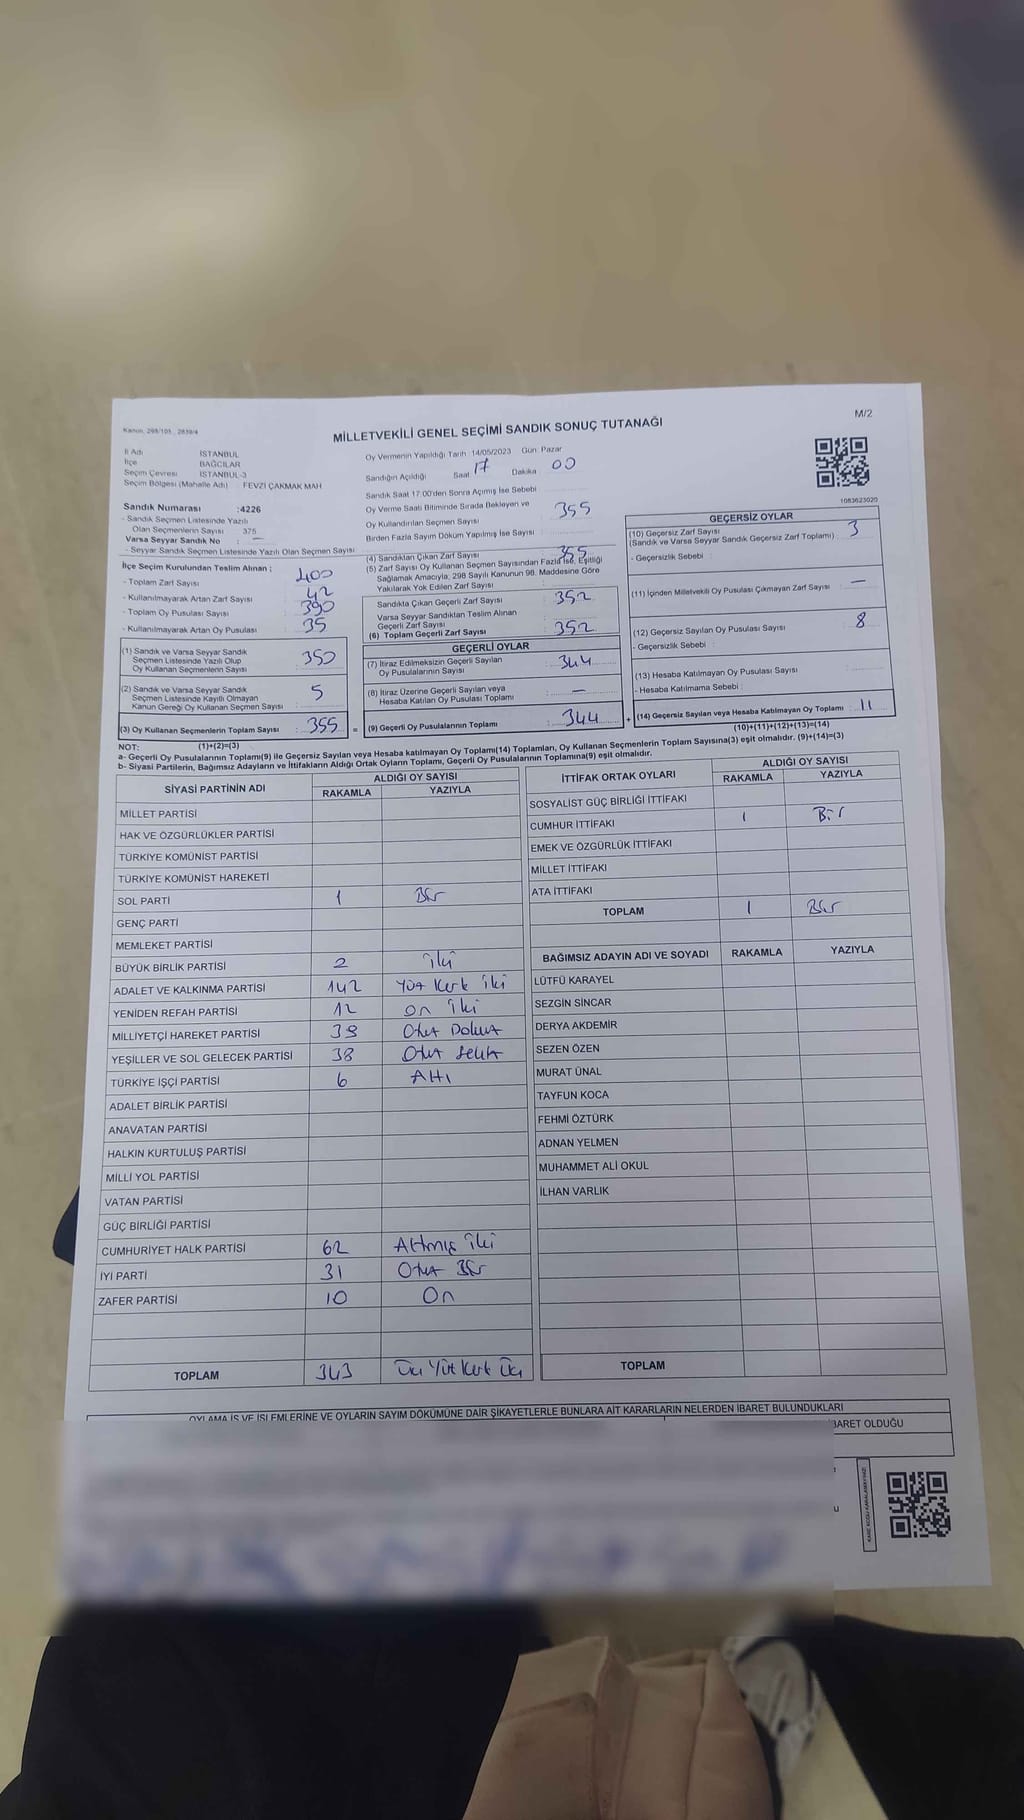 Kanun, 298/105 , 2839/4
M/2
MİLLETVEKİLİ GENEL SEÇİMİ SANDIK SONUÇ TUTANAĞI
İl Adı İSTANBUL
İlçe BAĞCILAR
Seçim Çevresi İSTANBUL-3
Seçim Bölgesi (Mahalle Adı) : FEVZİ ÇAKMAK MAH
Oy Vermenin Yapıldığı Tarih 14/05/2023 Gün: Pazar
Sandığın Açıldığı Saat 17 Dakika 00
Sandık Saat 17:00'den Sonra Açımış İse Sebebi
Oy Verme Saati Bitiminde Sırada Bekleyen ve
Oy Kullandırılan Seçmen Sayısı 355
Birden Fazla Sayım Döküm Yapılmış İse Sayısı :
1083623020
Sandık Numarası :4226
- Sandık Seçmen Listesinde Yazılı
Olan Seçmenlerin Sayısı 375
Varsa Seyyar Sandık No : —
- Seyyar Sandık Seçmen Listesinde Yazılı Olan Seçmen Sayısı
İlçe Seçim Kurulundan Teslim Alınan ;
- Toplam Zarf Sayısı 400
- Kullanılmayarak Artan Zarf Sayısı 42
- Toplam Oy Pusulası Sayısı 390
- Kullanılmayarak Artan Oy Pusulası 35
(1) Sandık ve Varsa Seyyar Sandık
Seçmen Listesinde Yazılı Olup
Oy Kullanan Seçmenlerin Sayısı 350
(2) Sandık ve Varsa Seyyar Sandık
Seçmen Listesinde Kayıtlı Olmayan
Kanun Gereği Oy Kullanan Seçmen Sayısı : 5
(3) Oy Kullanan Seçmenlerin Toplam Sayısı : 355 =
(4) Sandıktan Çıkan Zarf Sayısı : 355
(5) Zarf Sayısı Oy Kullanan Seçmen Sayısından Fazla İse, Eşitliği
Sağlamak Amacıyla, 298 Sayılı Kanunun 98. Maddesine Göre
Yakılarak Yok Edilen Zarf Sayısı :
Sandıkta Çıkan Geçerli Zarf Sayısı : 352
Varsa Seyyar Sandıktan Teslim Alınan
Geçerli Zarf Sayısı
(6) Toplam Geçerli Zarf Sayısı : 352
GEÇERLİ OYLAR
(7) İtiraz Edilmeksizin Geçerli Sayılan
Oy Pusulalarının Sayısı : 344
(8) İtiraz Üzerine Geçerli Sayılan veya
Hesaba Katılan Oy Pusulası Toplamı : —
(9) Geçerli Oy Pusulalarının Toplamı : 344 +
GEÇERSİZ OYLAR
(10) Geçersiz Zarf Sayısı
(Sandık ve Varsa Seyyar Sandık Geçersiz Zarf Toplamı) : 3
- Geçersizlik Sebebi :
(11) İçinden Milletvekili Oy Pusulası Çıkmayan Zarf Sayısı : —
(12) Geçersiz Sayılan Oy Pusulası Sayısı : 8
- Geçersizlik Sebebi :
(13) Hesaba Katılmayan Oy Pusulası Sayısı :
- Hesaba Katılmama Sebebi :
(14) Geçersiz Sayılan veya Hesaba Katılmayan Oy Toplamı : 11
(10)+(11)+(12)+(13)=(14)
NOT: (1)+(2)=(3)
a- Geçerli Oy Pusulalarının Toplamı(9) ile Geçersiz Sayılan veya Hesaba katılmayan Oy Toplamı(14) Toplamları, Oy Kullanan Seçmenlerin Toplam Sayısına(3) eşit olmalıdır. (9)+(14)=(3)
b- Siyasi Partilerin, Bağımsız Adayların ve İttifakların Aldığı Ortak Oyların Toplamı, Geçerli Oy Pusulalarının Toplamına(9) eşit olmalıdır.
SİYASİ PARTİNİN ADI ALDIĞI OY SAYISI
RAKAMLA YAZIYLA
MİLLET PARTİSİ
HAK VE ÖZGÜRLÜKLER PARTİSİ
TÜRKİYE KOMÜNİST PARTİSİ
TÜRKİYE KOMÜNİST HAREKETİ
SOL PARTİ 1 Bir
GENÇ PARTİ
MEMLEKET PARTİSİ
BÜYÜK BİRLİK PARTİSİ 2 iki
ADALET VE KALKINMA PARTİSİ 142 Yüz Kırk iki
YENİDEN REFAH PARTİSİ 12 on iki
MİLLİYETÇİ HAREKET PARTİSİ 39 Otuz Dokuz
YEŞİLLER VE SOL GELECEK PARTİSİ 38 Otuz sekiz
TÜRKİYE İŞÇİ PARTİSİ 6 Altı
ADALET BİRLİK PARTİSİ
ANAVATAN PARTİSİ
HALKIN KURTULUŞ PARTİSİ
MİLLİ YOL PARTİSİ
VATAN PARTİSİ
GÜÇ BİRLİĞİ PARTİSİ
CUMHURİYET HALK PARTİSİ 62 Altmış iki
İYİ PARTİ 31 Otuz Bir
ZAFER PARTİSİ 10 On
TOPLAM 343 Üç Yüz Kırk Üç
İTTİFAK ORTAK OYLARI ALDIĞI OY SAYISI
RAKAMLA YAZIYLA
SOSYALİST GÜÇ BİRLİĞİ İTTİFAKI
CUMHUR İTTİFAKI 1 Bir
EMEK VE ÖZGÜRLÜK İTTİFAKI
MİLLET İTTİFAKI
ATA İTTİFAKI
TOPLAM 1 Bir
BAĞIMSIZ ADAYIN ADI VE SOYADI RAKAMLA YAZIYLA
LÜTFÜ KARAYEL
SEZGİN SİNCAR
DERYA AKDEMİR
SEZEN ÖZEN
MURAT ÜNAL
TAYFUN KOCA
FEHMİ ÖZTÜRK
ADNAN YELMEN
MUHAMMET ALİ OKUL
İLHAN VARLIK
TOPLAM
OYLAMA İŞ VE İŞLEMLERİNE VE OYLARIN SAYIM DÖKÜMÜNE DAİR ŞİKAYETLERLE BUNLARA AİT KARARLARIN NELERDEN İBARET BULUNDUKLARI
BARET OLDUĞU